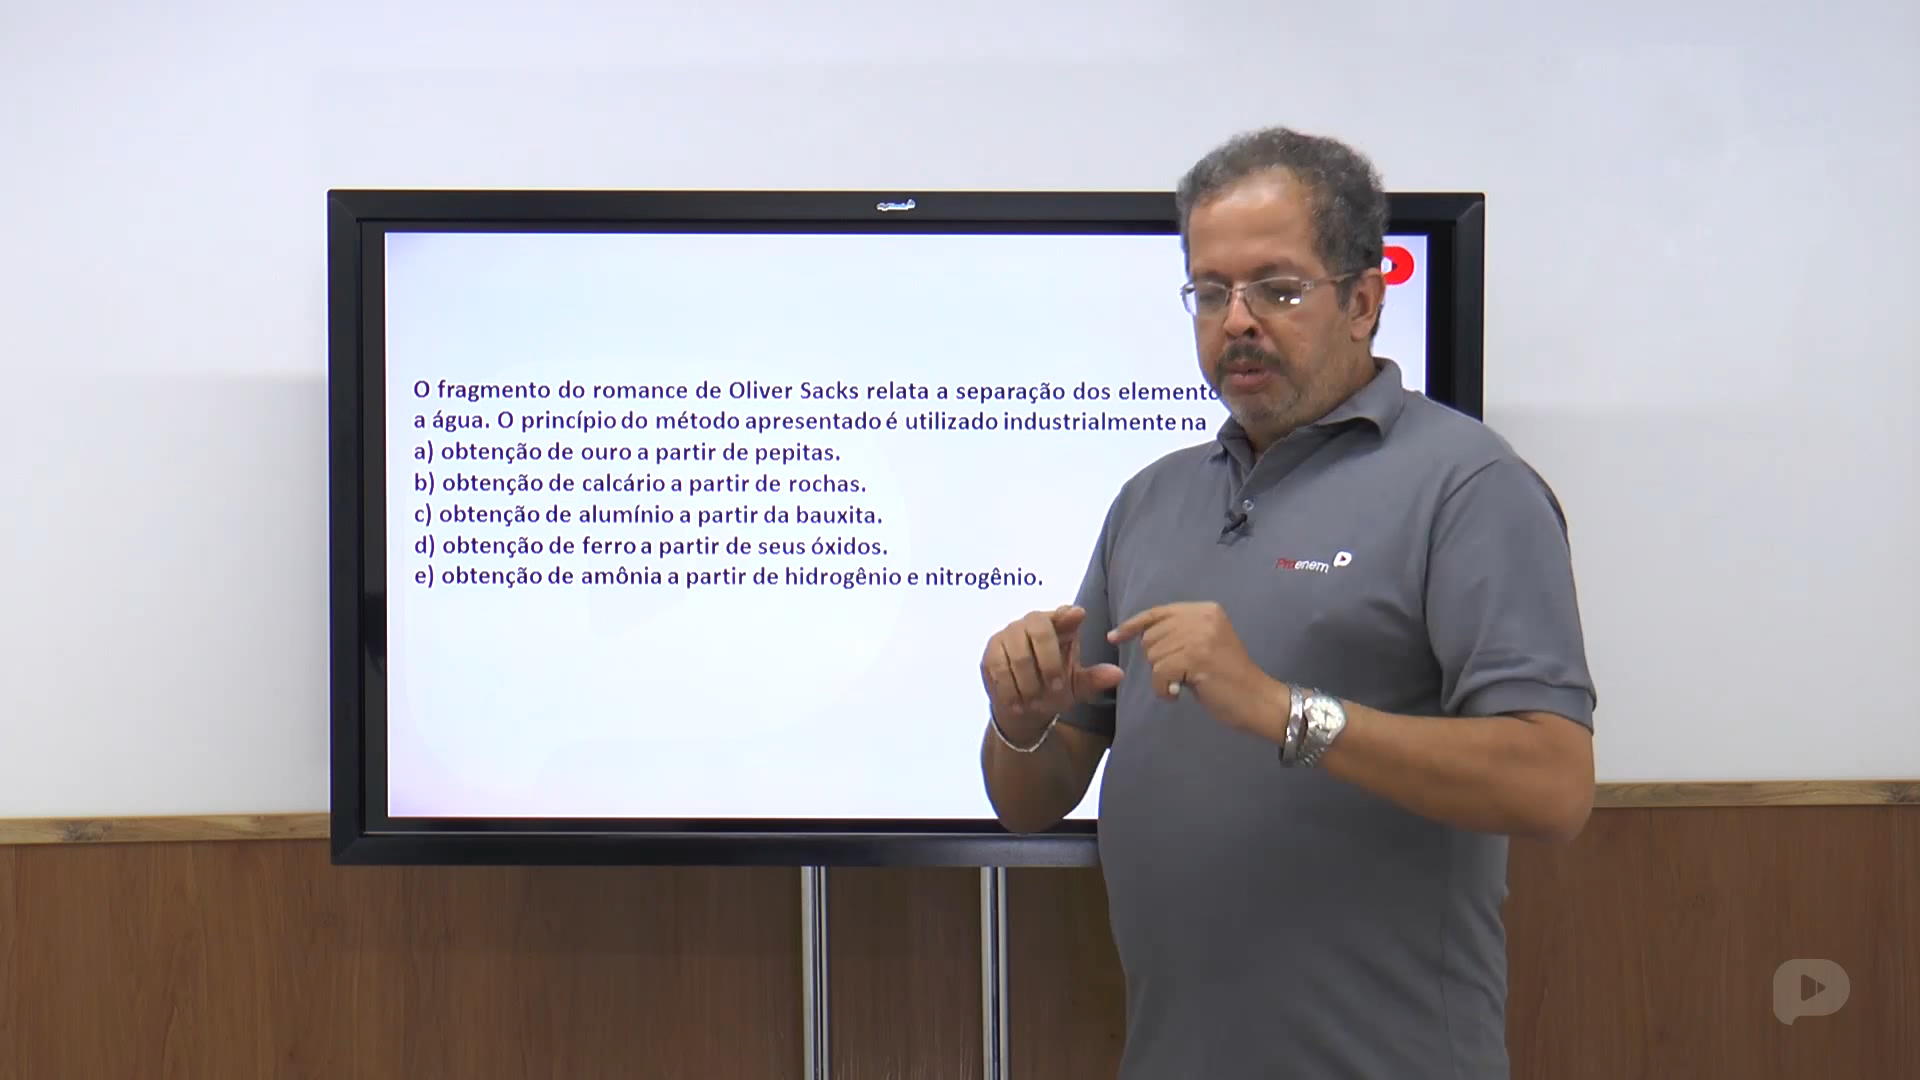 O fragmento do romance de Oliver Sacks relata a separação dos
a água. O princípio do método apresentado é utilizado industrialmente na
a) obtenção de ouro a partir de pepitas.
b) obtenção de calcário a partir de rochas.
c) obtenção de alumínio a partir da bauxita.
d) obtenção de ferro a partir de seus óxidos.
e) obtenção de amônia a partir de hidrogênio e nitrogênio.
Proenem